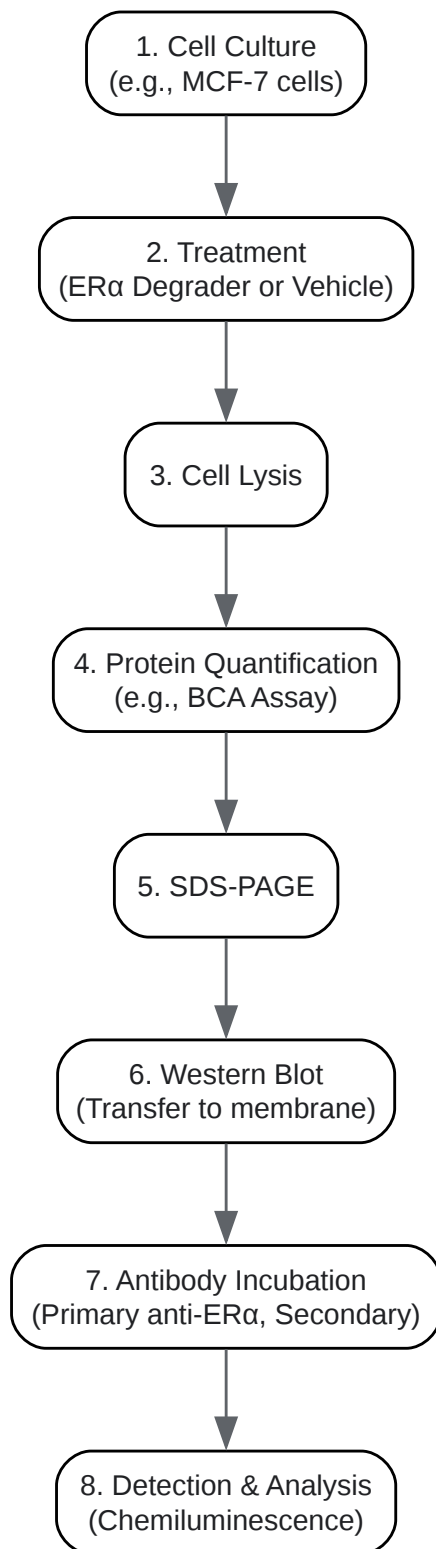 1. Cell Culture
(e.g., MCF-7 cells)
2. Treatment
(ERα Degrader or Vehicle)
3. Cell Lysis
4. Protein Quantification
(e.g., BCA Assay)
5. SDS-PAGE
6. Western Blot
(Transfer to membrane)
7. Antibody Incubation
(Primary anti-ERα, Secondary)
8. Detection & Analysis
(Chemiluminescence)